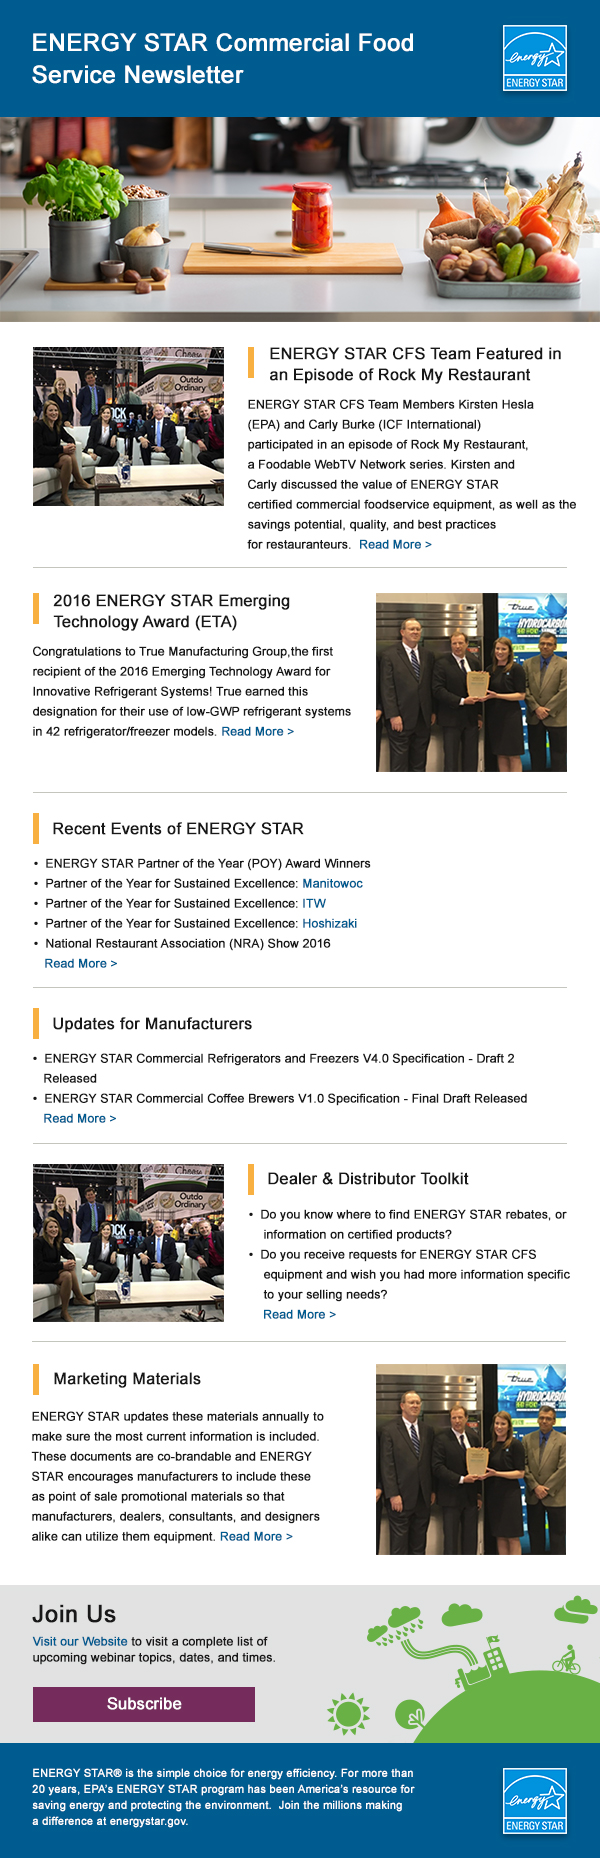 ENERGY STAR Commercial Food
Service Newsletter
energy
ENERGY STAR
Outdo
Ordinary
ENERGY STAR CFS Team Featured in
an Episode of Rock My Restaurant
ENERGY STAR CFS Team Members Kirsten Hesla
(EPA) and Carly Burke (ICF International)
participated in an episode of Rock My Restaurant,
a Foodable WebTV Network series. Kirsten and
Carly discussed the value of ENERGY STAR
certified commercial foodservice equipment, as well as the
savings potential, quality, and best practices
for restauranteurs.  Read More >
2016 ENERGY STAR Emerging
Technology Award (ETA)
Congratulations to True Manufacturing Group,the first
recipient of the 2016 Emerging Technology Award for
Innovative Refrigerant Systems! True earned this
designation for their use of low-GWP refrigerant systems
in 42 refrigerator/freezer models. Read More >
true
HYDROCARBON
Recent Events of ENERGY STAR
• ENERGY STAR Partner of the Year (POY) Award Winners
• Partner of the Year for Sustained Excellence: Manitowoc
• Partner of the Year for Sustained Excellence: ITW
• Partner of the Year for Sustained Excellence: Hoshizaki
• National Restaurant Association (NRA) Show 2016
Read More >
Updates for Manufacturers
• ENERGY STAR Commercial Refrigerators and Freezers V4.0 Specification - Draft 2
Released
• ENERGY STAR Commercial Coffee Brewers V1.0 Specification - Final Draft Released
Read More >
Outdo
Ordinary
Dealer & Distributor Toolkit
• Do you know where to find ENERGY STAR rebates, or
information on certified products?
• Do you receive requests for ENERGY STAR CFS
equipment and wish you had more information specific
to your selling needs?
Read More >
Marketing Materials
ENERGY STAR updates these materials annually to
make sure the most current information is included.
These documents are co-brandable and ENERGY
STAR encourages manufacturers to include these
as point of sale promotional materials so that
manufacturers, dealers, consultants, and designers
alike can utilize them equipment. Read More >
true
HYDROCARBON
Join Us
Visit our Website to visit a complete list of
upcoming webinar topics, dates, and times.
Subscribe
ENERGY STAR® is the simple choice for energy efficiency. For more than
20 years, EPA's ENERGY STAR program has been America's resource for
saving energy and protecting the environment.  Join the millions making
a difference at energystar.gov.
energy
ENERGY STAR